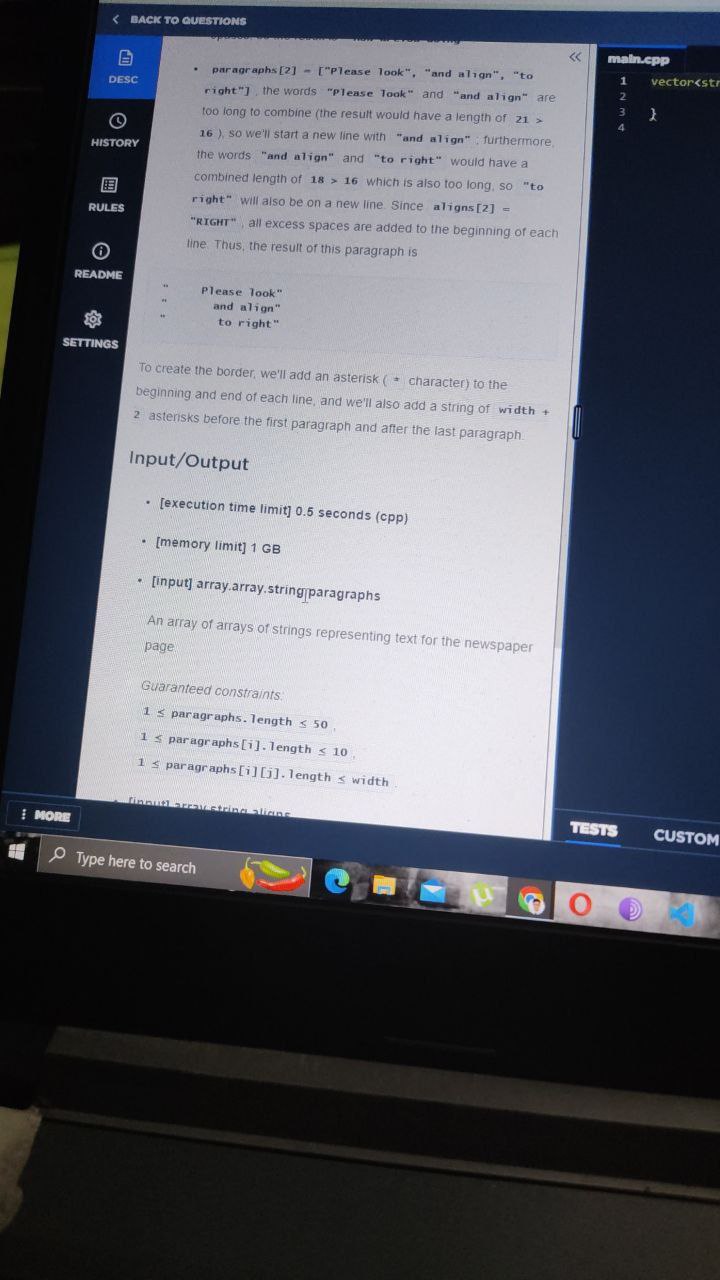 BACK TO QUESTIONS
DESC
HISTORY
RULES
README
SETTINGS
• paragraphs[2] = ["Please look", "and align", "to
right"], the words "Please look" and "and align" are
too long to combine (the result would have a length of 21 >
16 ), so we'll start a new line with "and align" ; furthermore,
the words "and align" and "to right" would have a
combined length of 18 > 16 which is also too long, so "to
right" will also be on a new line. Since aligns[2] =
"RIGHT" , all excess spaces are added to the beginning of each
line. Thus, the result of this paragraph is
"     Please look"
"       and align"
"        to right"
To create the border, we'll add an asterisk ( * character) to the
beginning and end of each line, and we'll also add a string of width +
2 asterisks before the first paragraph and after the last paragraph.
Input/Output
• [execution time limit] 0.5 seconds (cpp)
• [memory limit] 1 GB
• [input] array.array.string paragraphs
An array of arrays of strings representing text for the newspaper
page.
Guaranteed constraints:
1 ≤ paragraphs.length ≤ 50 ,
1 ≤ paragraphs[i].length ≤ 10 ,
1 ≤ paragraphs[i][j].length ≤ width .
• [input] array.string aligns
main.cpp
1 vector<str
2
3 }
4
MORE
TESTS
CUSTOM
Type here to search